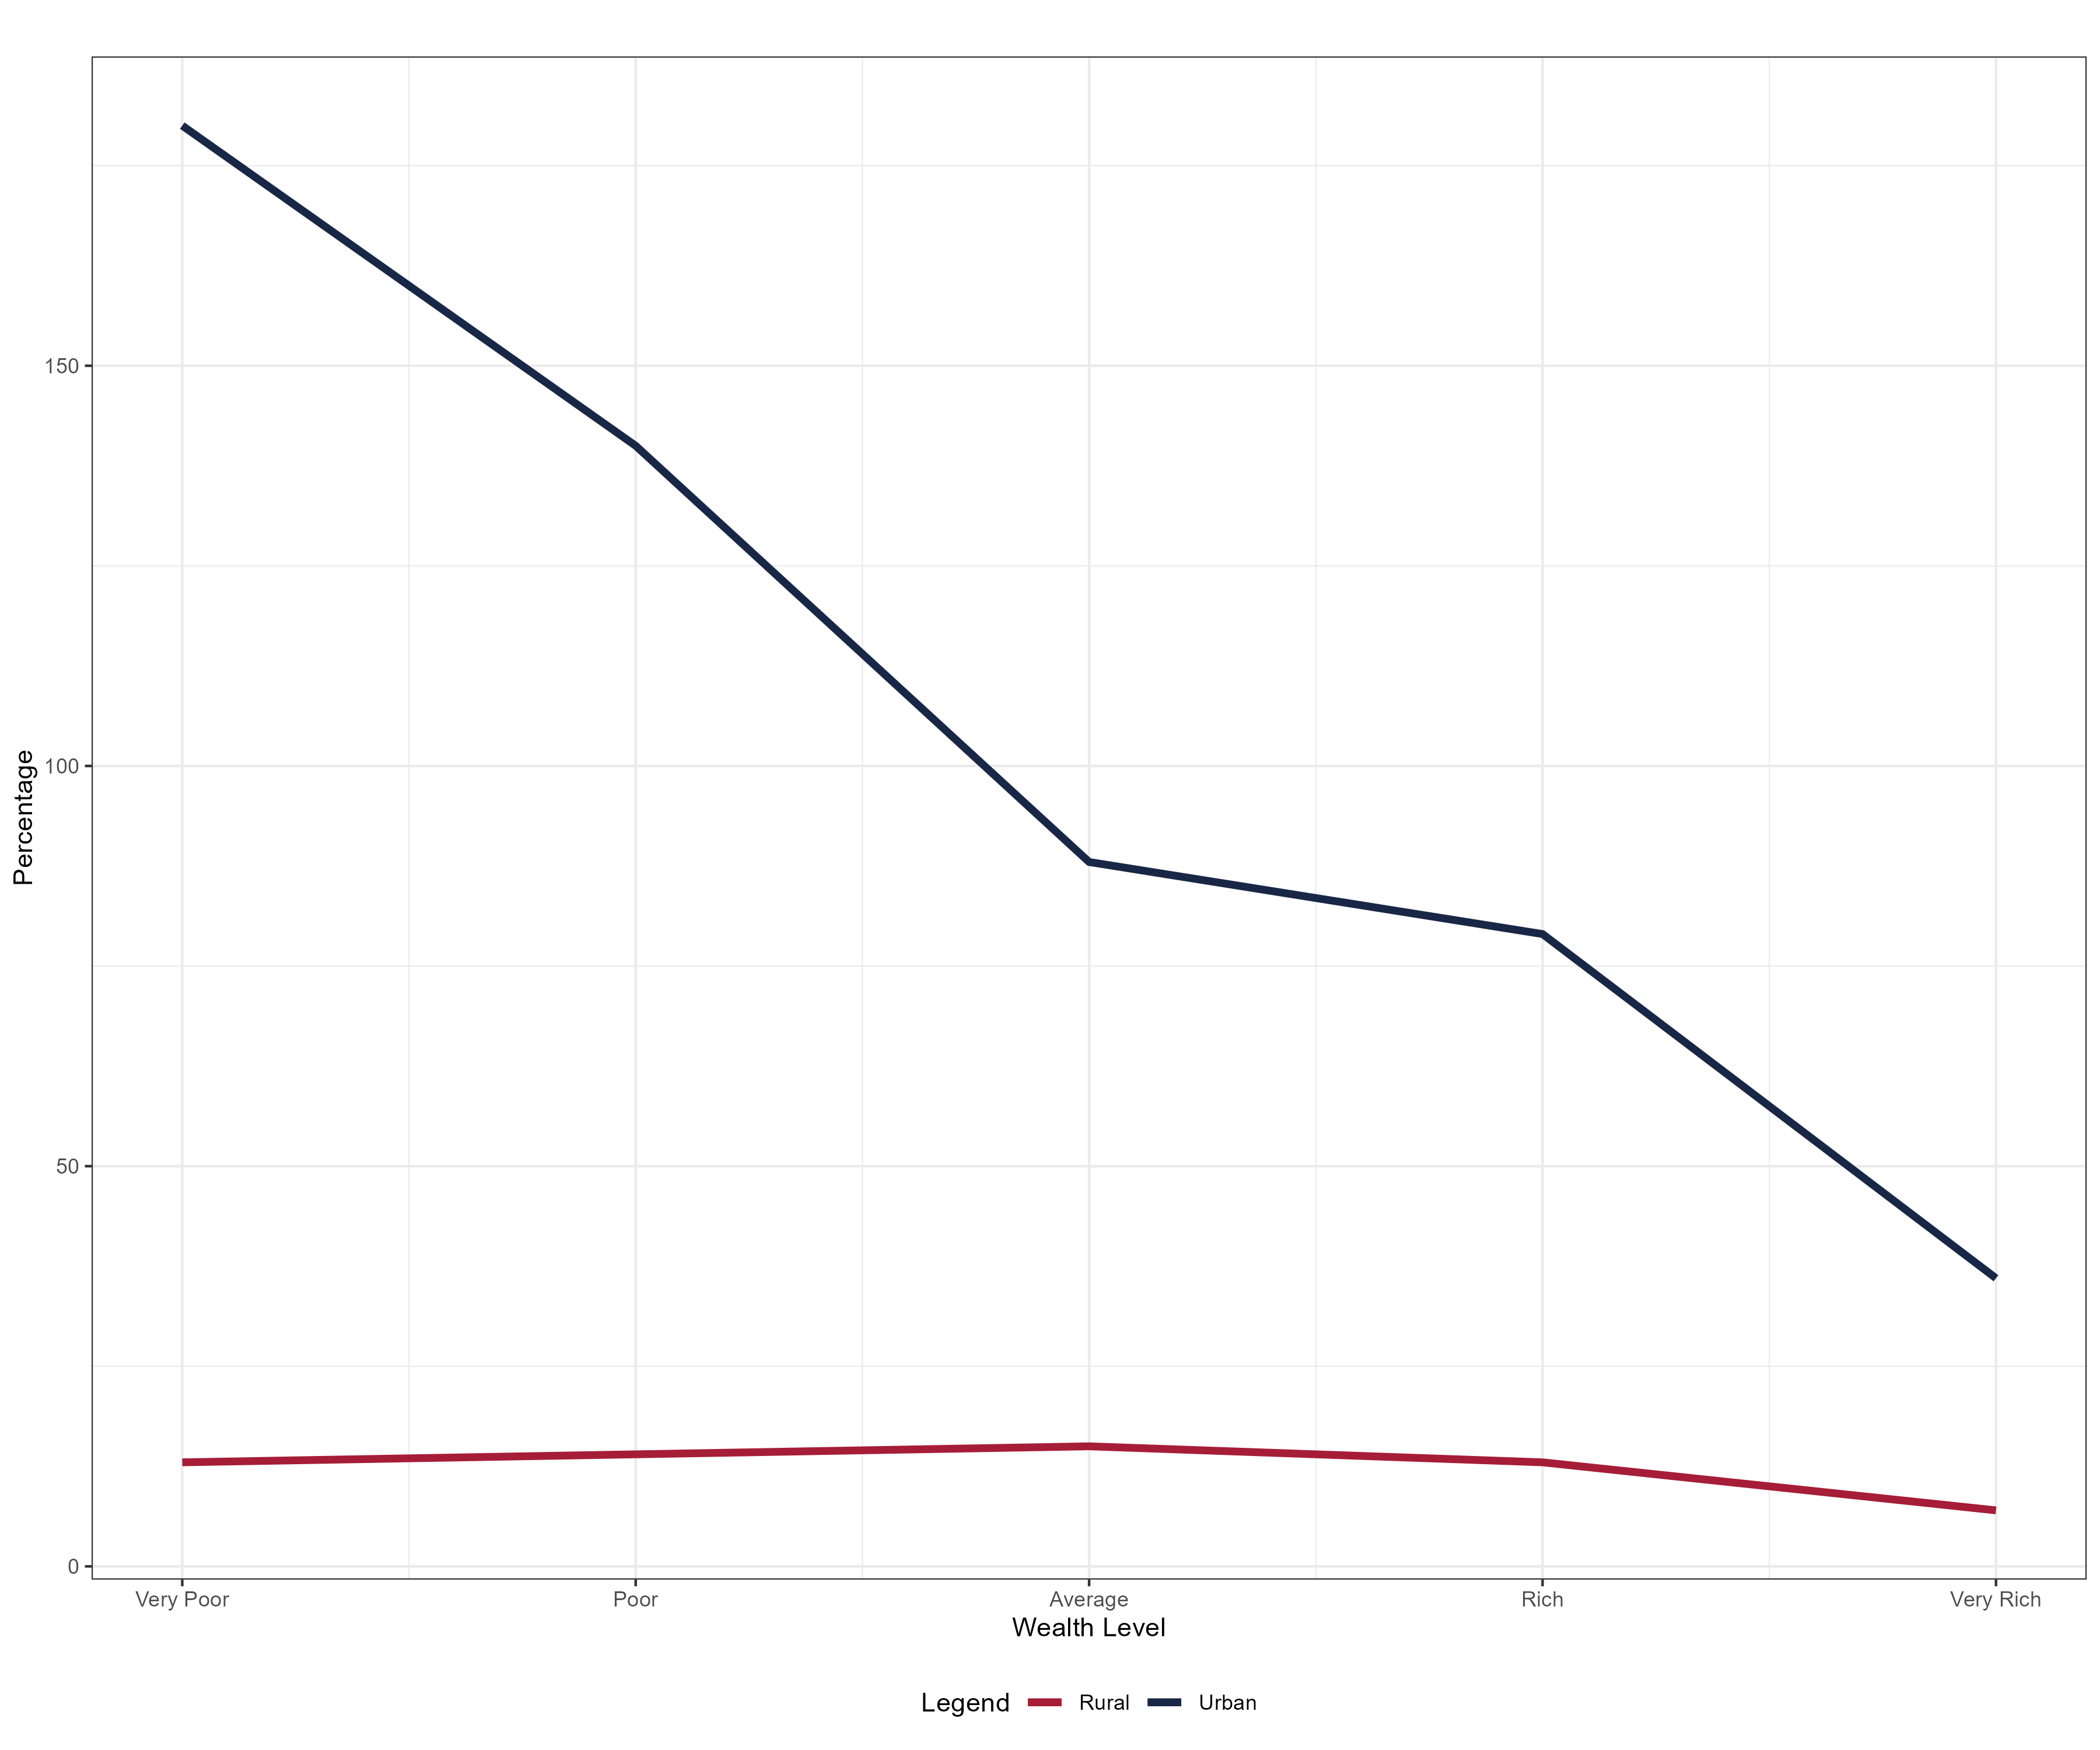 150
100
50
0
Percentage
Very Poor Poor Average Rich Very Rich
Wealth Level
Legend Rural Urban